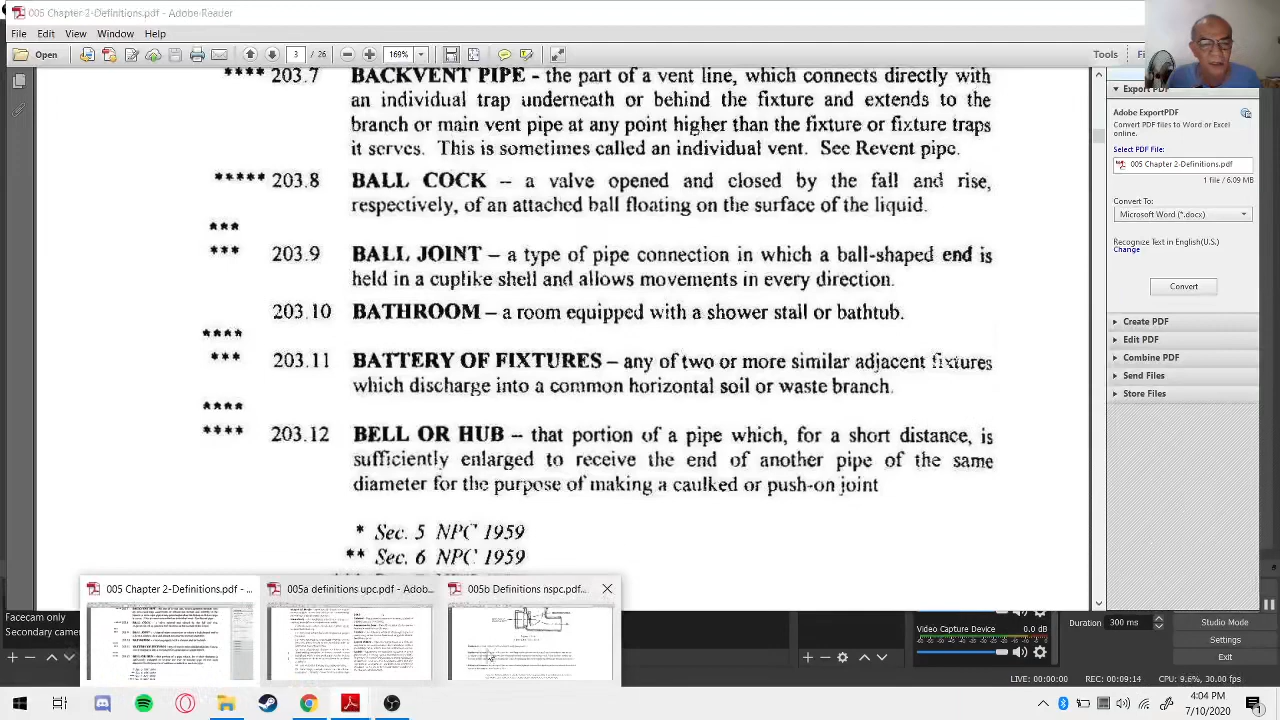 005 Chapter 2-Definitions.pdf - Adobe Reader
File Edit View Window Help
Open 3 / 26 169% Tools
**** 203.7 BACKVENT PIPE - the part of a vent line, which connects directly with
an individual trap underneath or behind the fixture and extends to the
branch or main vent pipe at any point higher than the fixture or fixture traps
it serves. This is sometimes called an individual vent. See Revent pipe.
***** 203.8 BALL COCK – a valve opened and closed by the fall and rise,
respectively, of an attached ball floating on the surface of the liquid.
***
*** 203.9 BALL JOINT – a type of pipe connection in which a ball-shaped end is
held in a cuplike shell and allows movements in every direction.
203.10 BATHROOM – a room equipped with a shower stall or bathtub.
****
*** 203.11 BATTERY OF FIXTURES – any of two or more similar adjacent fixtures
which discharge into a common horizontal soil or waste branch.
****
**** 203.12 BELL OR HUB – that portion of a pipe which, for a short distance, is
sufficiently enlarged to receive the end of another pipe of the same
diameter for the purpose of making a caulked or push-on joint
* Sec. 5 NPC 1959
** Sec. 6 NPC 1959
Export PDF
Adobe ExportPDF
Convert PDF files to Word or Excel
online.
Select PDF File:
005 Chapter 2-Definitions.pdf
1 file / 6.09 MB
Convert To:
Microsoft Word (*.docx)
Recognize Text in English(U.S.)
Change
Convert
Create PDF
Edit PDF
Combine PDF
Send Files
Store Files
005 Chapter 2-Definitions.pdf - ...
005a definitions upc.pdf - Adob...
005b Definitions nspc.pdf...
Video Capture Device 0.0 dB
Duration
Studio Mode
Settings
Exit
LIVE: 00:00:00 REC: 00:09:14
4:04 PM
7/10/2020